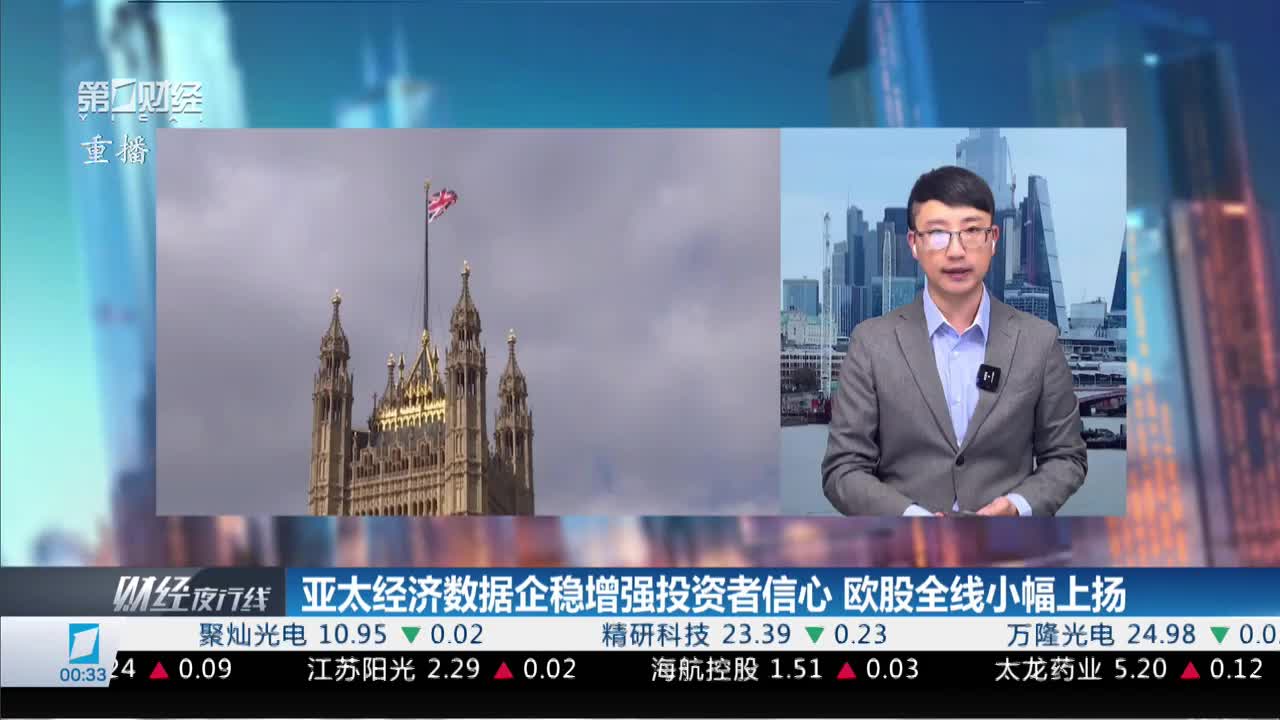 第一财经
YICAI
重播
财经夜行线
亚太经济数据企稳增强投资者信心 欧股全线小幅上扬
聚灿光电 10.95 ▼ 0.02 精研科技 23.39 ▼ 0.23 万隆光电 24.98 ▼ 0.0
00:33
24 ▲ 0.09 江苏阳光 2.29 ▲ 0.02 海航控股 1.51 ▲ 0.03 太龙药业 5.20 ▲ 0.12